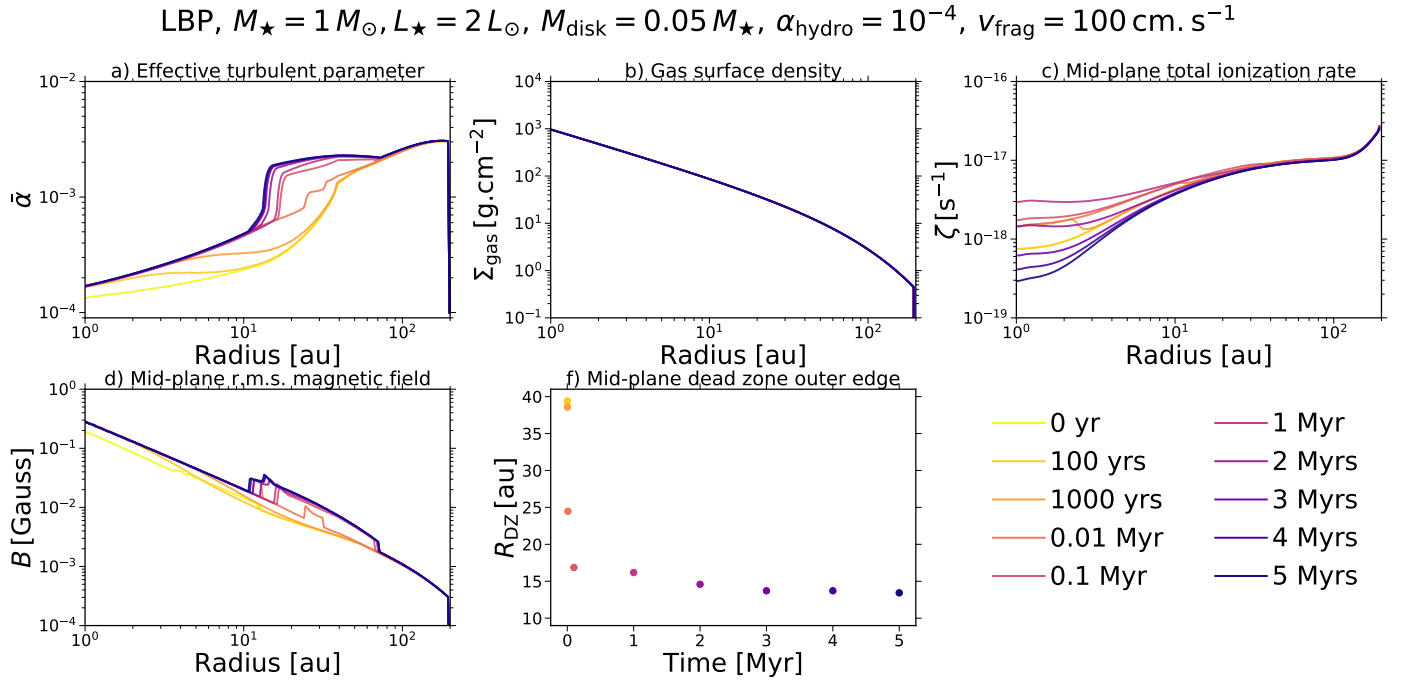 LBP, M★ = 1 M⊙, L★ = 2 L⊙, Mdisk = 0.05 M★, αhydro = 10⁻⁴, vfrag = 100 cm.s⁻¹
a) Effective turbulent parameter
10⁻²
10⁻³
10⁻⁴
ᾱ
10⁰ 10¹ 10²
Radius [au]
b) Gas surface density
10⁴
10³
10²
10¹
10⁰
10⁻¹
Σgas [g.cm⁻²]
10⁰ 10¹ 10²
Radius [au]
c) Mid-plane total ionization rate
10⁻¹⁶
10⁻¹⁷
10⁻¹⁸
10⁻¹⁹
ζ [s⁻¹]
10⁰ 10¹ 10²
Radius [au]
d) Mid-plane r.m.s. magnetic field
10⁰
10⁻¹
10⁻²
10⁻³
10⁻⁴
B [Gauss]
10⁰ 10¹ 10²
Radius [au]
f) Mid-plane dead zone outer edge
40
35
30
25
20
15
10
RDZ [au]
0 1 2 3 4 5
Time [Myr]
0 yr
100 yrs
1000 yrs
0.01 Myr
0.1 Myr
1 Myr
2 Myrs
3 Myrs
4 Myrs
5 Myrs